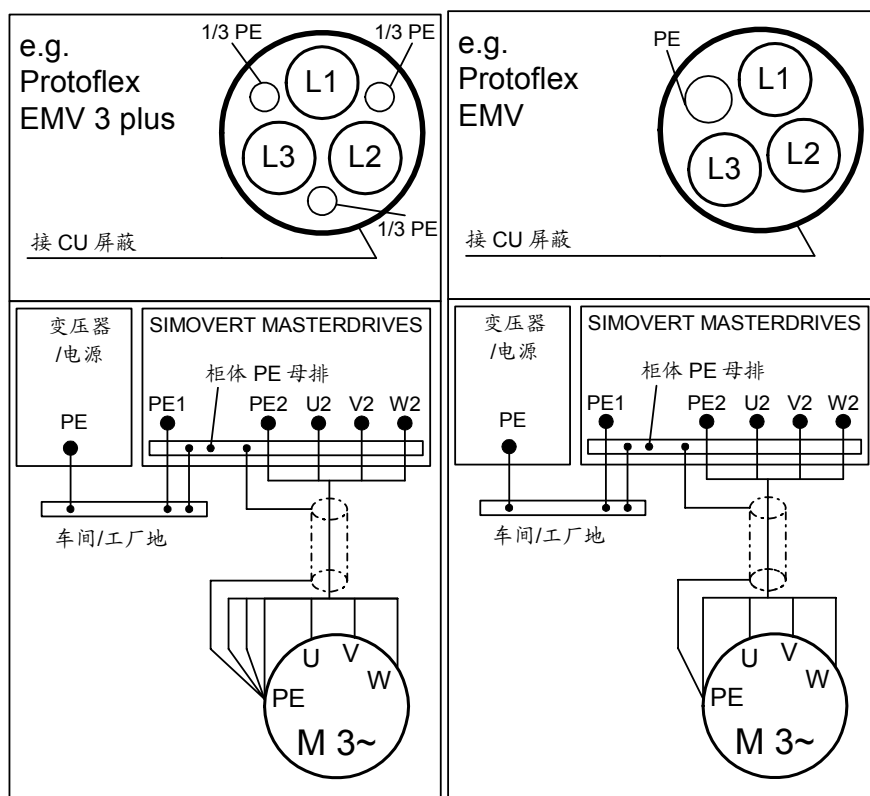 e.g.
Protoflex
EMV 3 plus
1/3 PE
1/3 PE
L1
L3
L2
1/3 PE
接 CU 屏蔽
变压器
/电源
SIMOVERT MASTERDRIVES
柜体 PE 母排
PE
PE1
PE2
U2
V2
W2
车间/工厂地
U
V
W
PE
M 3~
e.g.
Protoflex
EMV
PE
L1
L2
L3
接 CU 屏蔽
变压器
/电源
SIMOVERT MASTERDRIVES
柜体 PE 母排
PE
PE1
PE2
U2
V2
W2
车间/工厂地
U
V
W
PE
M 3~